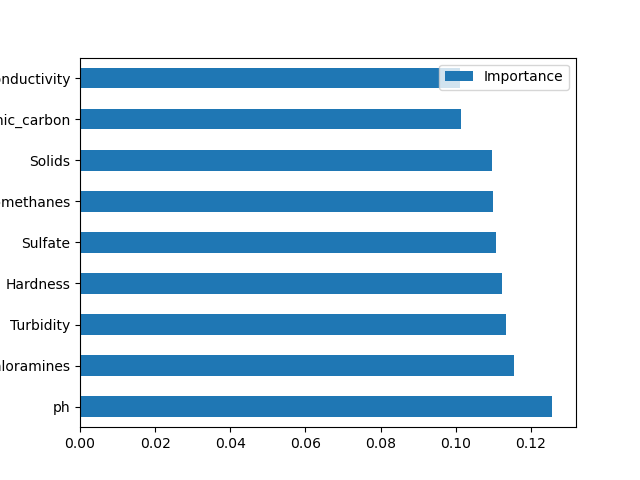 Importance
onductivity
nic_carbon
Solids
omethanes
Sulfate
Hardness
Turbidity
loramines
ph
0.00 0.02 0.04 0.06 0.08 0.10 0.12